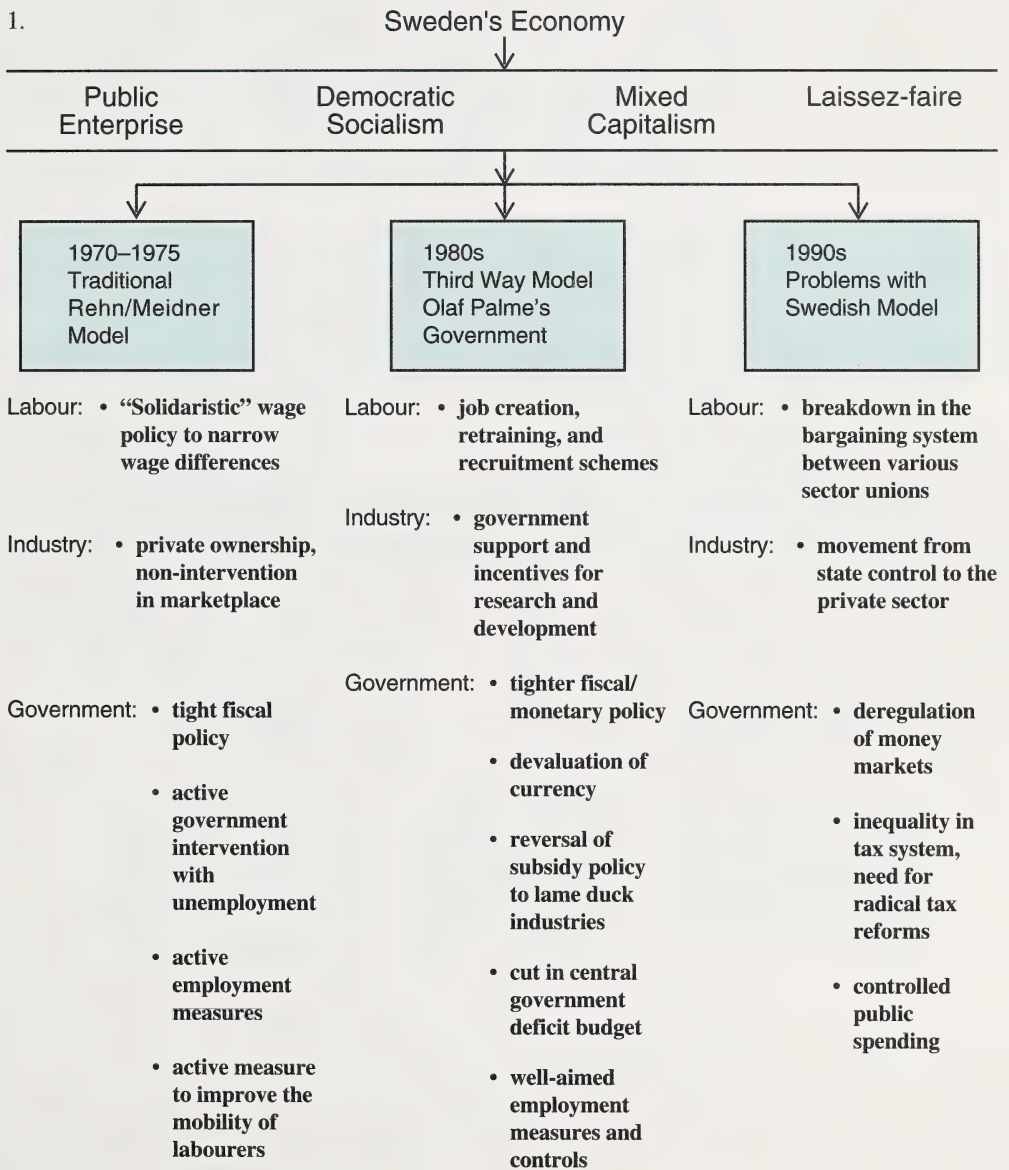 1.
Sweden's Economy
Public
Enterprise
Democratic
Socialism
Mixed
Capitalism
Laissez-faire
1970–1975
Traditional
Rehn/Meidner
Model
1980s
Third Way Model
Olaf Palme's
Government
1990s
Problems with
Swedish Model
Labour: • “Solidaristic” wage
policy to narrow
wage differences
Industry: • private ownership,
non-intervention
in marketplace
Government: • tight fiscal
policy
• active
government
intervention
with
unemployment
• active
employment
measures
• active measure
to improve the
mobility of
labourers
Labour: • job creation,
retraining, and
recruitment schemes
Industry: • government
support and
incentives for
research and
development
Government: • tighter fiscal/
monetary policy
• devaluation of
currency
• reversal of
subsidy policy
to lame duck
industries
• cut in central
government
deficit budget
• well-aimed
employment
measures and
controls
Labour: • breakdown in the
bargaining system
between various
sector unions
Industry: • movement from
state control to the
private sector
Government: • deregulation
of money
markets
• inequality in
tax system,
need for
radical tax
reforms
• controlled
public
spending